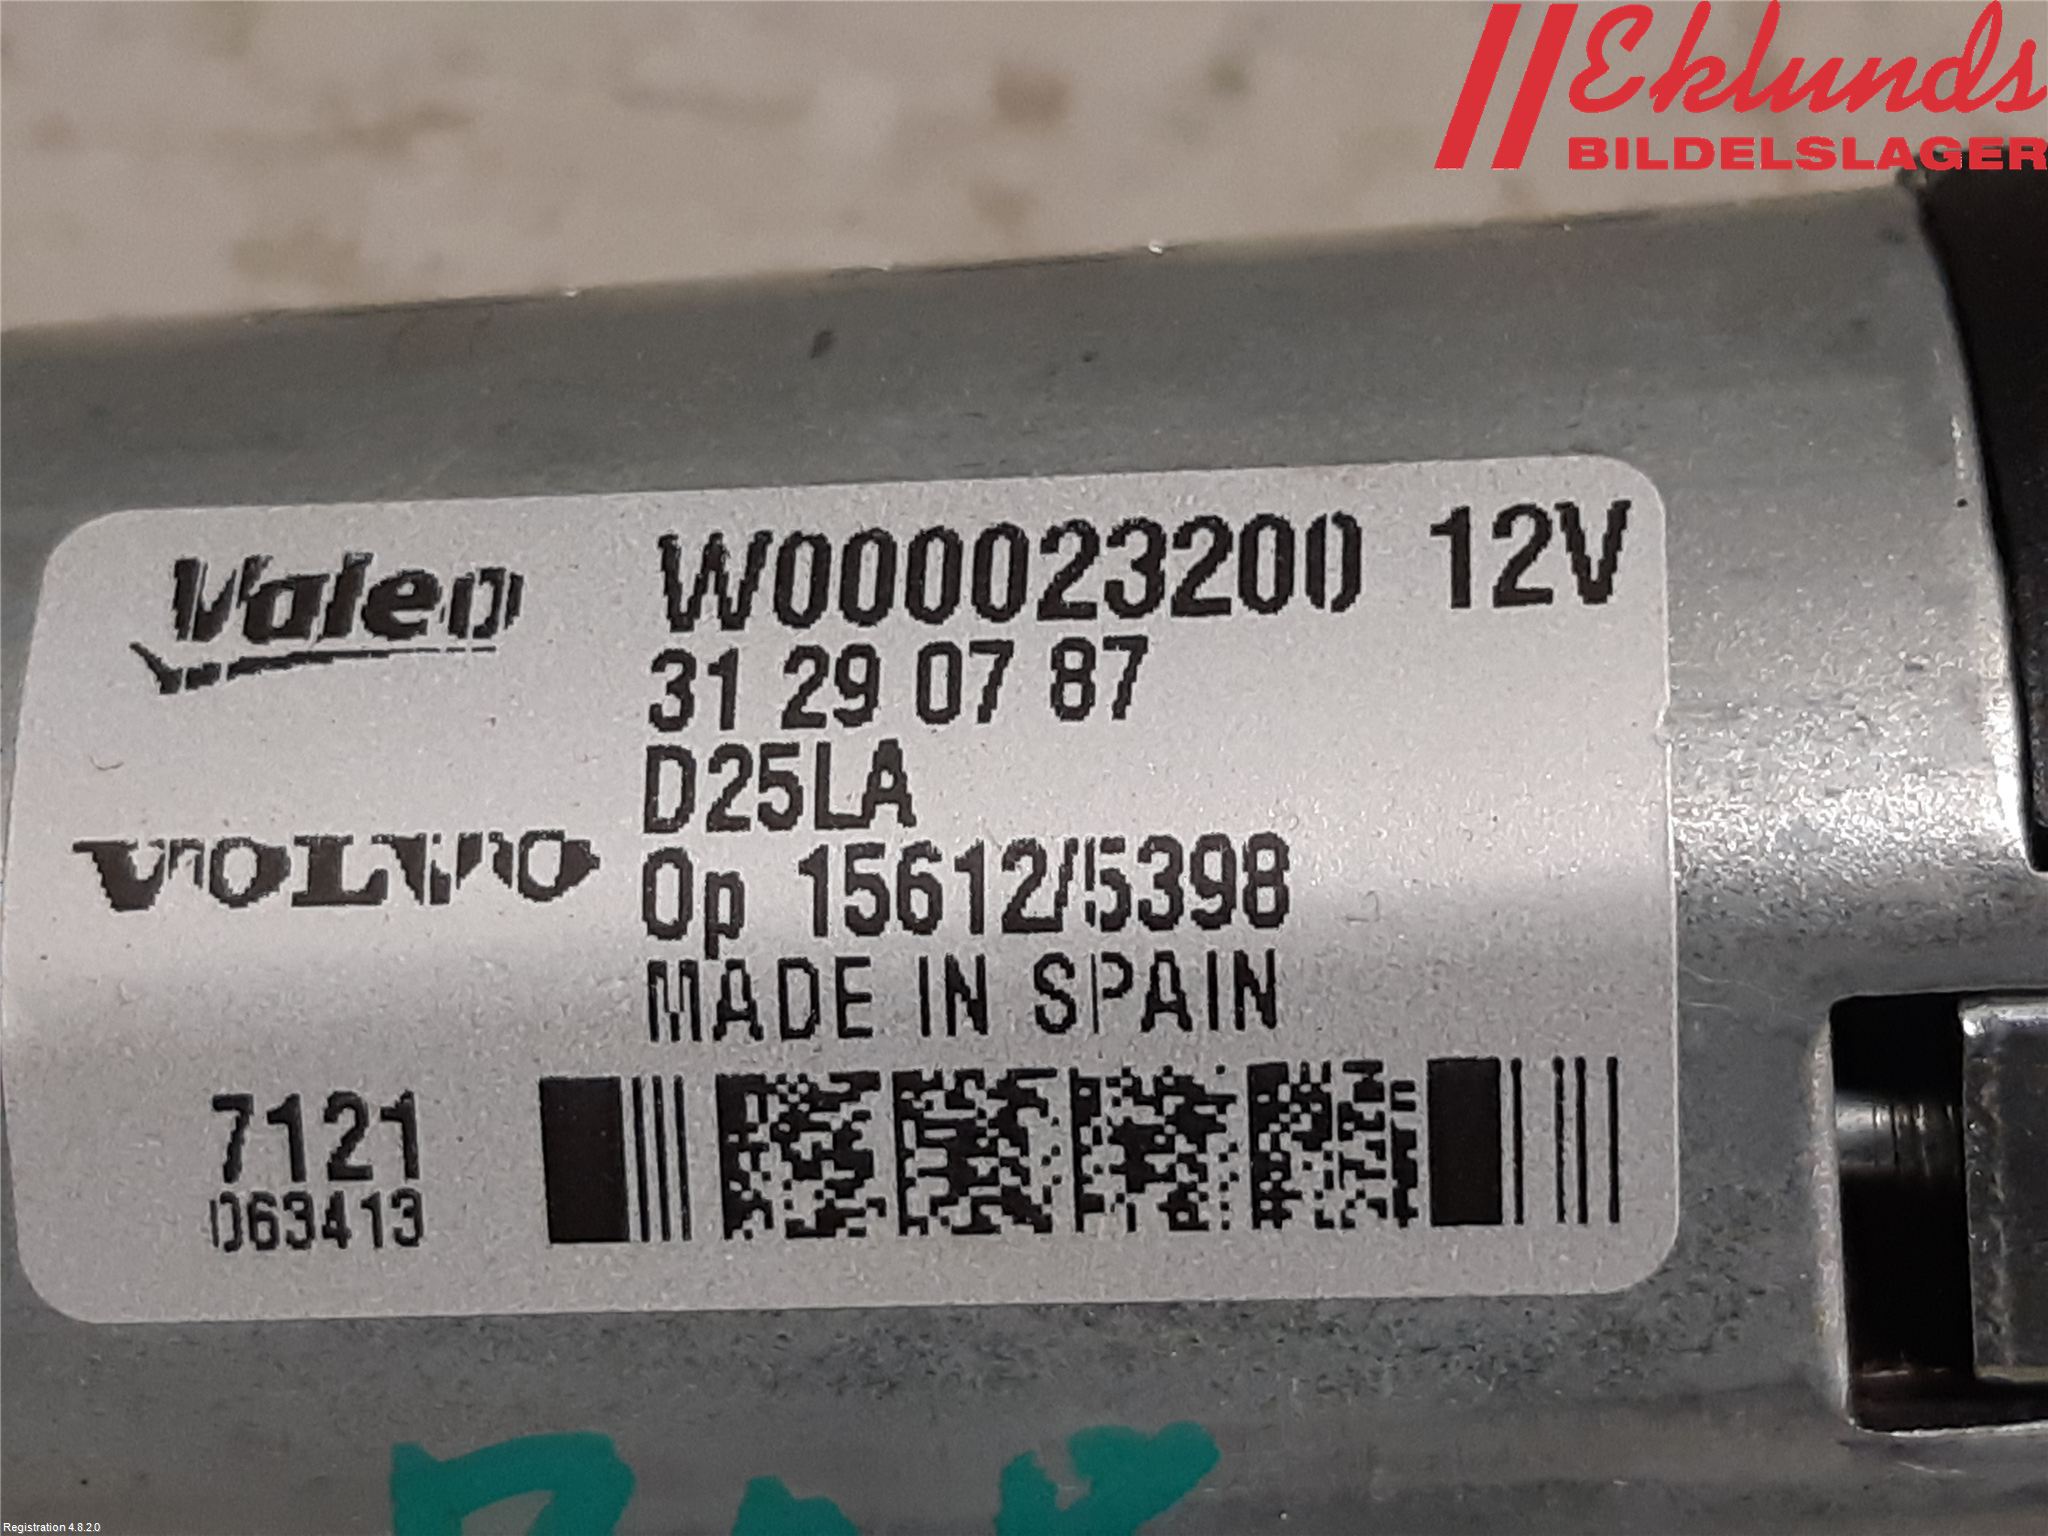 Eklunds
BILDELSLAGER
Valeo
W000023200 12V
31 29 07 87
D25LA
VOLVO
Op 15612/5398
MADE IN SPAIN
7121
063413
Registration 4.8.2.0